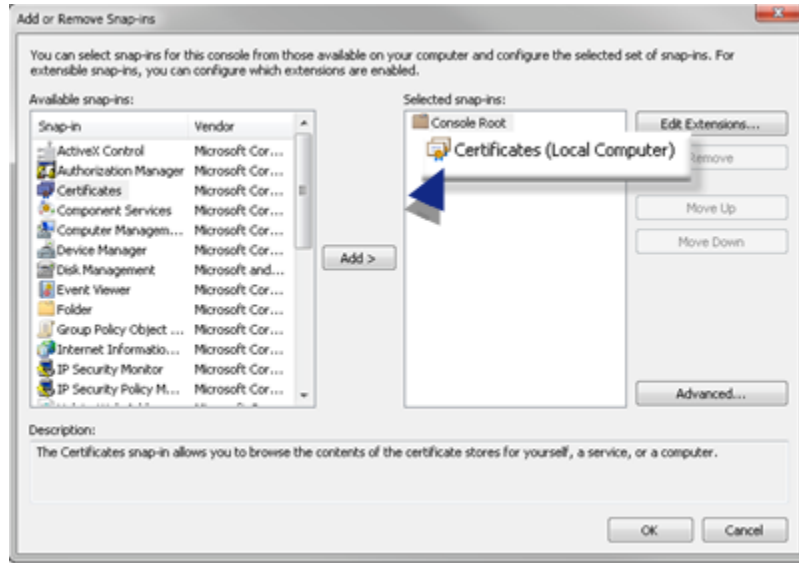 Add or Remove Snap-ins
You can select snap-ins for this console from those available on your computer and configure the selected set of snap-ins. For
extensible snap-ins, you can configure which extensions are enabled.
Available snap-ins:
Snap-in Vendor
ActiveX Control Microsoft Cor...
Authorization Manager Microsoft Cor...
Certificates Microsoft Cor...
Component Services Microsoft Cor...
Computer Managem... Microsoft Cor...
Device Manager Microsoft Cor...
Disk Management Microsoft and...
Event Viewer Microsoft Cor...
Folder Microsoft Cor...
Group Policy Object ... Microsoft Cor...
Internet Informatio... Microsoft Cor...
IP Security Monitor Microsoft Cor...
IP Security Policy M... Microsoft Cor...
Add >
Selected snap-ins:
Console Root
Certificates (Local Computer)
Edit Extensions...
Remove
Move Up
Move Down
Advanced...
Description:
The Certificates snap-in allows you to browse the contents of the certificate stores for yourself, a service, or a computer.
OK Cancel